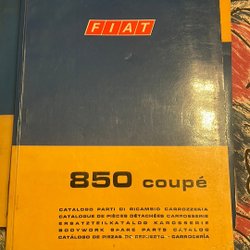 FIAT
850 coupé
CATALOGO PARTI DI RICAMBIO CARROZZERIA
CATALOGUE DE PIÈCES DÉTACHÉES CARROSSERIE
ERSATZTEILKATALOG KAROSSERIE
BODYWORK SPARE PARTS CATALOG
CATÁLOGO DE PIEZAS DE REPUESTO - CARROCERÍA